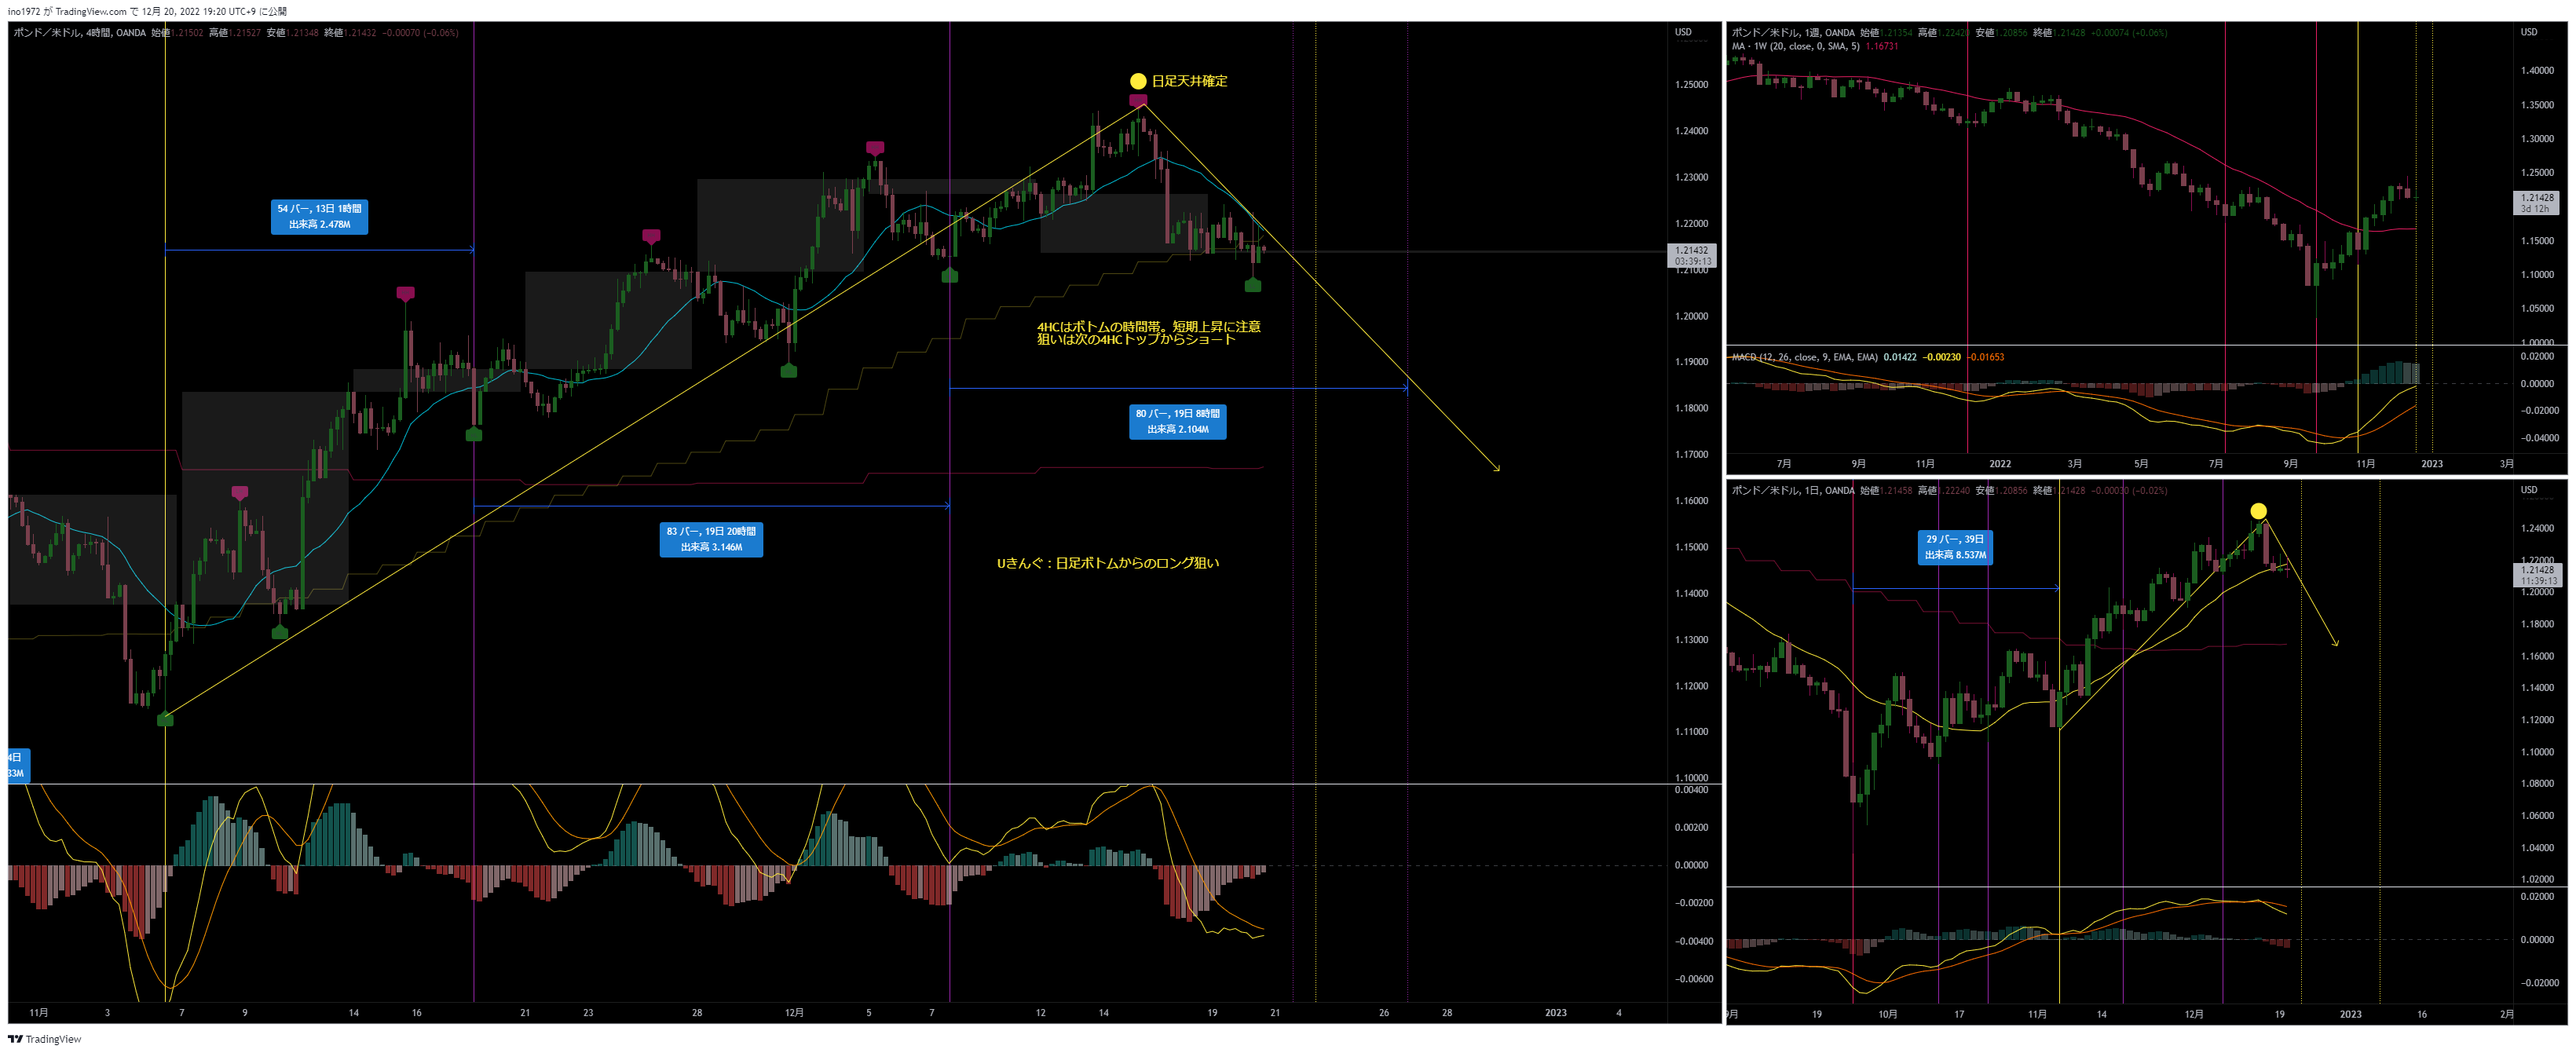 ino1972 が TradingView.com で 12月 20, 2022 19:20 UTC+9 に公開
ポンド／米ドル, 4時間, OANDA 始値1.21502 高値1.21527 安値1.21348 終値1.21432 −0.00070 (−0.06%)
USD
1.25000
1.24000
1.23000
1.22000
1.21432
03:39:13
1.21000
1.20000
1.19000
1.18000
1.17000
1.16000
1.15000
1.14000
1.13000
1.12000
1.11000
1.10000
日足天井確定
54 バー, 13日 1時間
出来高 2.478M
4HCはボトムの時間帯。短期上昇に注意
狙いは次の4HCトップからショート
80 バー, 19日 8時間
出来高 2.104M
83 バー, 19日 20時間
出来高 3.146M
Uきんぐ：日足ボトムからのロング狙い
4日
33M
0.00400
0.00200
0.00000
−0.00200
−0.00400
−0.00600
11月 3 7 9 14 16 21 23 28 12月 5 7 12 14 19 21 26 28 2023 4
ポンド／米ドル, 1週, OANDA 始値1.21354 高値1.22420 安値1.20856 終値1.21428 +0.00074 (+0.06%)
MA・1W (20, close, 0, SMA, 5) 1.16731
USD
1.40000
1.35000
1.30000
1.25000
1.21428
3d 12h
1.15000
1.10000
1.05000
1.00000
MACD (12, 26, close, 9, EMA, EMA) 0.01422 −0.00230 −0.01653
0.02000
0.00000
−0.02000
−0.04000
7月 9月 11月 2022 3月 5月 7月 9月 11月 2023 3月
ポンド／米ドル, 1日, OANDA 始値1.21458 高値1.22240 安値1.20856 終値1.21428 −0.00030 (−0.02%)
USD
29 バー, 39日
出来高 8.537M
1.24000
1.22000
1.21428
11:39:13
1.20000
1.18000
1.16000
1.14000
1.12000
1.10000
1.08000
1.06000
1.04000
1.02000
0.02000
0.00000
−0.02000
9月 19 10月 17 11月 14 12月 19 2023 16 2月
TradingView